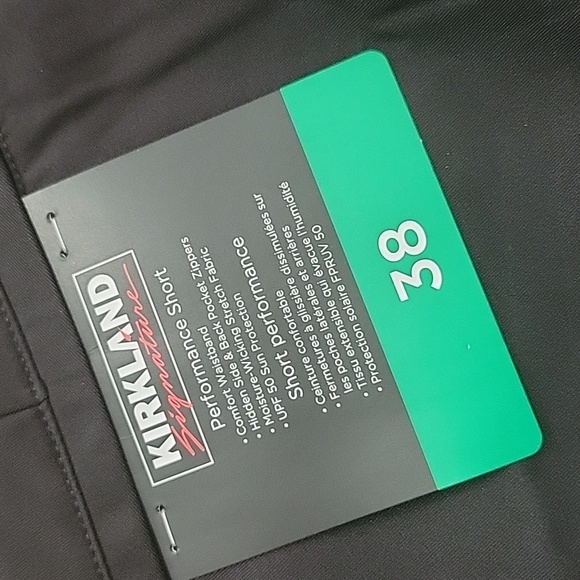 KIRKLAND
Signature
Performance Short
• Comfort Waistband
• Hidden Side & Back Pocket Zippers
• Moisture Wicking Stretch Fabric
• UPF 50 Sun Protection
Short performance
• Ceinture confortable
• Fermetures à glissière dissimulées sur
les poches latérales et arrières
• Tissu extensible qui évacue l'humidité
• Protection solaire FPRUV 50
38